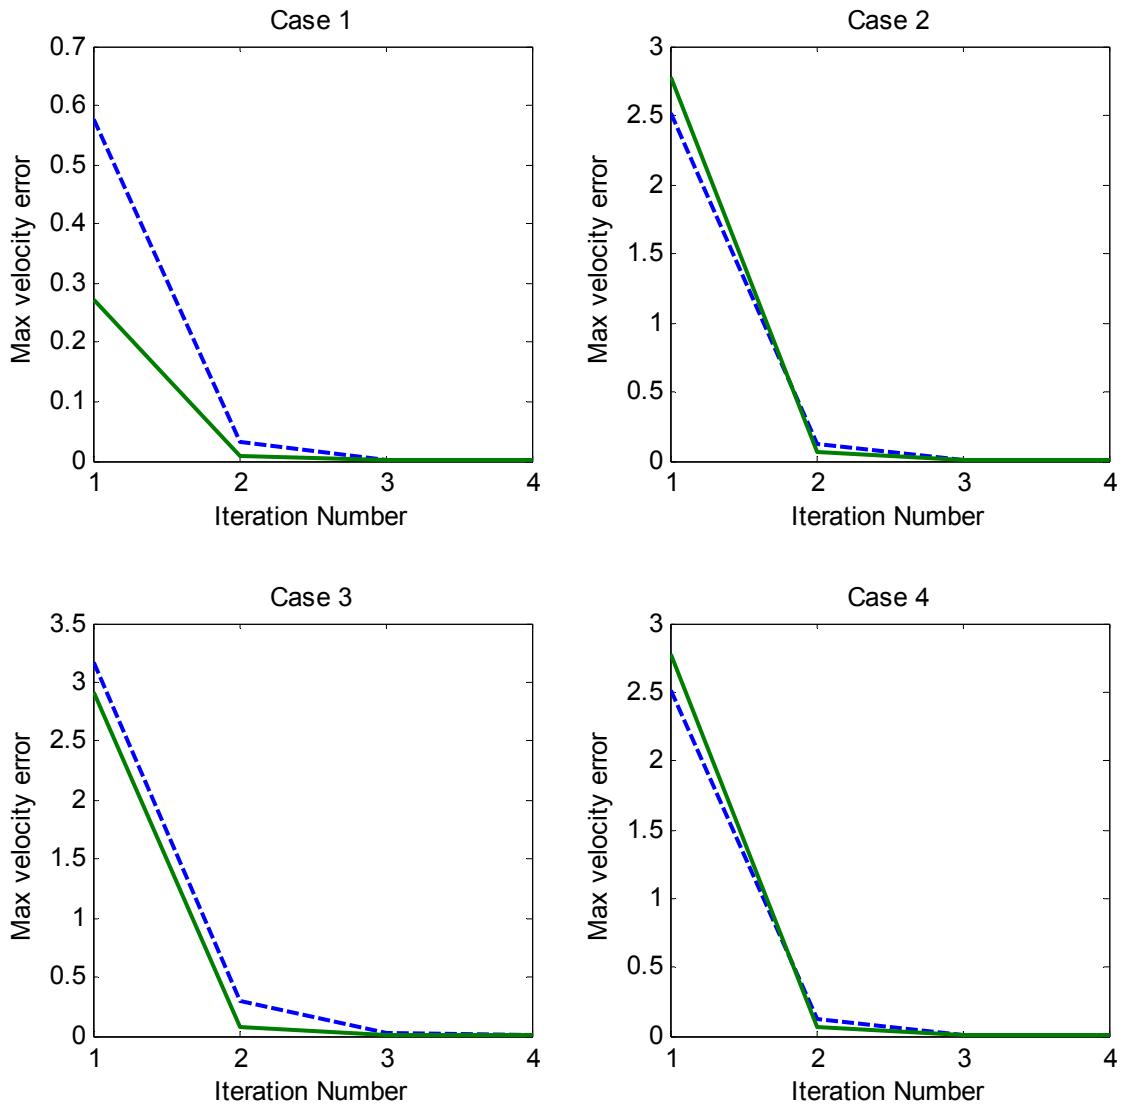 Case 1
Max velocity error
0.7
0.6
0.5
0.4
0.3
0.2
0.1
0
1 2 3 4
Iteration Number
Case 2
Max velocity error
3
2.5
2
1.5
1
0.5
0
1 2 3 4
Iteration Number
Case 3
Max velocity error
3.5
3
2.5
2
1.5
1
0.5
0
1 2 3 4
Iteration Number
Case 4
Max velocity error
3
2.5
2
1.5
1
0.5
0
1 2 3 4
Iteration Number